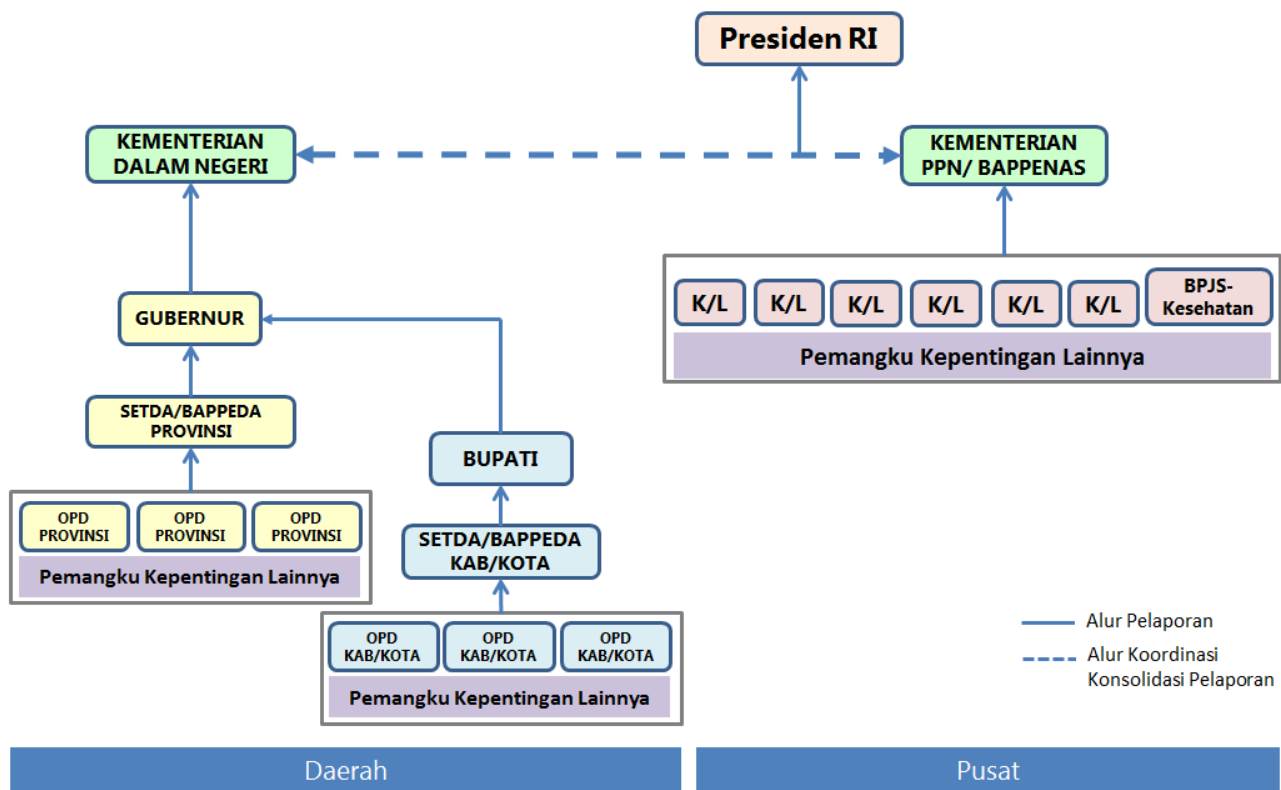 Presiden RI
KEMENTERIAN
DALAM NEGERI
KEMENTERIAN
PPN/ BAPPENAS
K/L
K/L
K/L
K/L
K/L
K/L
BPJS-
Kesehatan
Pemangku Kepentingan Lainnya
GUBERNUR
SETDA/BAPPEDA
PROVINSI
BUPATI
OPD
PROVINSI
OPD
PROVINSI
OPD
PROVINSI
Pemangku Kepentingan Lainnya
SETDA/BAPPEDA
KAB/KOTA
OPD
KAB/KOTA
OPD
KAB/KOTA
OPD
KAB/KOTA
Pemangku Kepentingan Lainnya
Alur Pelaporan
Alur Koordinasi
Konsolidasi Pelaporan
Daerah
Pusat